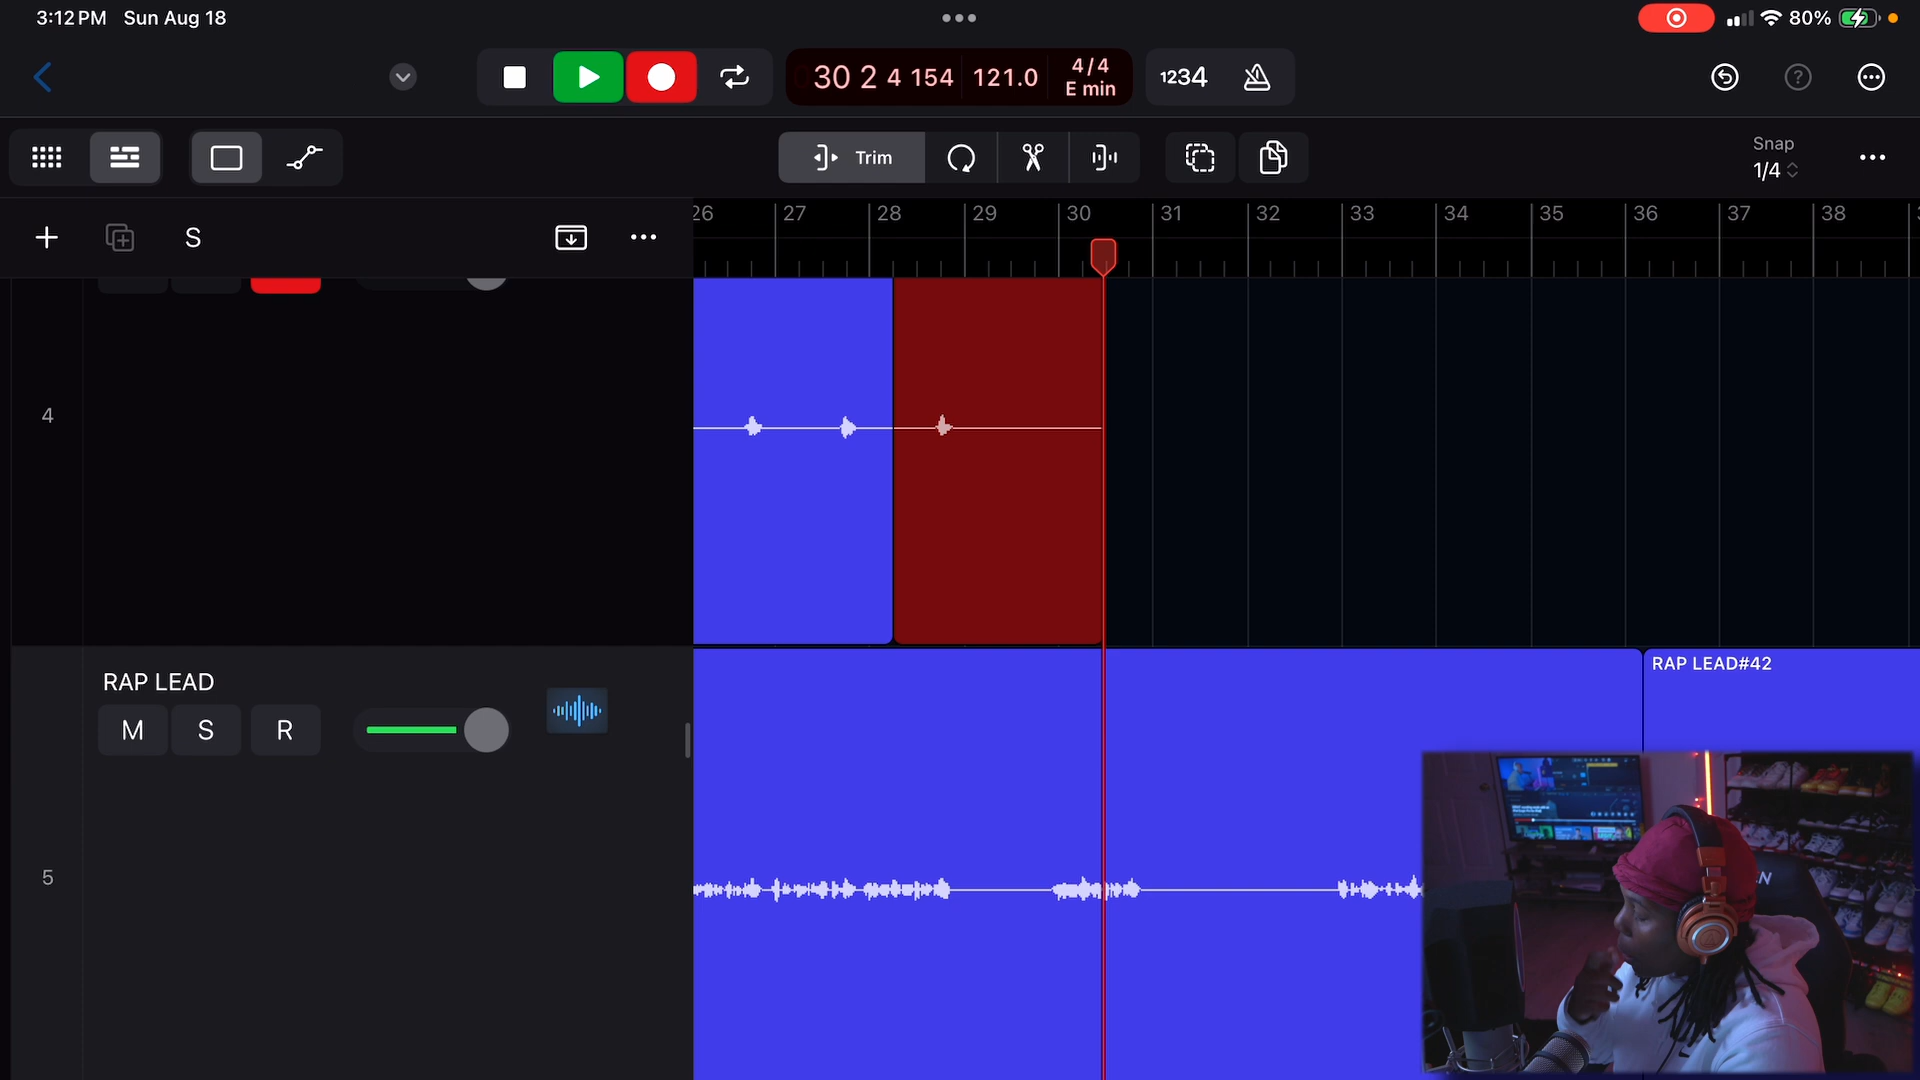 3:12 PM Sun Aug 18
80%
30 2 4 154 121.0 4/4 E min
1234
Trim
Snap
1/4
S
26 27 28 29 30 31 32 33 34 35 36 37 38
4
RAP LEAD
M S R
RAP LEAD#42
5